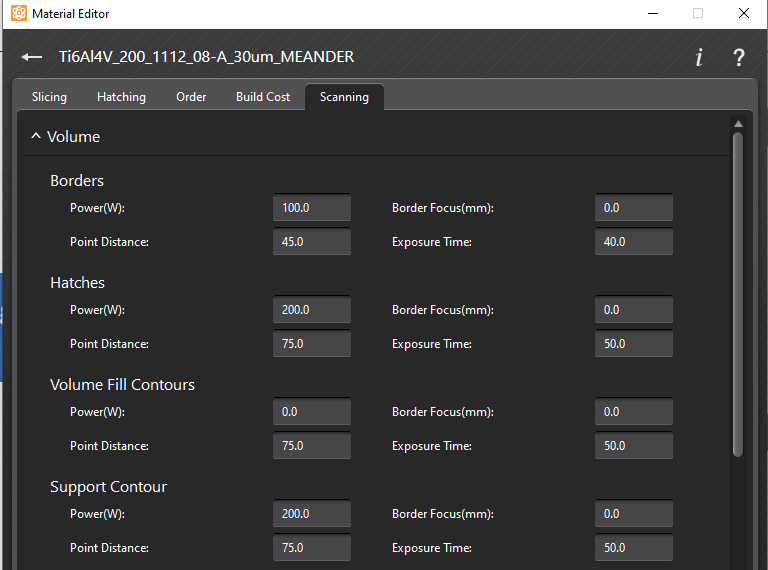 Material Editor
Ti6Al4V_200_1112_08-A_30um_MEANDER
i ?
Slicing Hatching Order Build Cost Scanning
Volume
Borders
Power(W): 100.0 Border Focus(mm): 0.0
Point Distance: 45.0 Exposure Time: 40.0
Hatches
Power(W): 200.0 Border Focus(mm): 0.0
Point Distance: 75.0 Exposure Time: 50.0
Volume Fill Contours
Power(W): 0.0 Border Focus(mm): 0.0
Point Distance: 75.0 Exposure Time: 50.0
Support Contour
Power(W): 200.0 Border Focus(mm): 0.0
Point Distance: 75.0 Exposure Time: 50.0